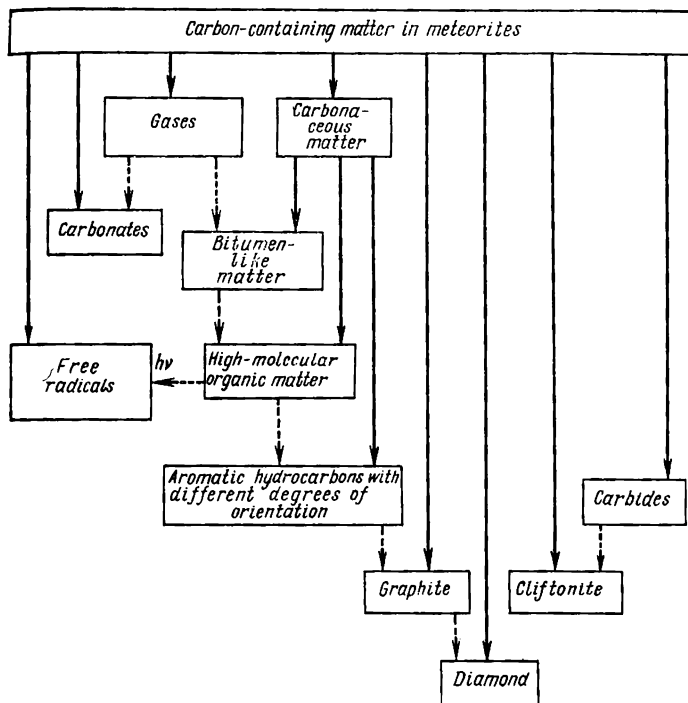 Carbon-containing matter in meteorites
Gases
Carbona-
ceous
matter
Carbonates
Bitumen-
like
matter
Free
radicals
hν
High-molecular
organic matter
Aromatic hydrocarbons with
different degrees of
orientation
Carbides
Graphite
Cliftonite
Diamond